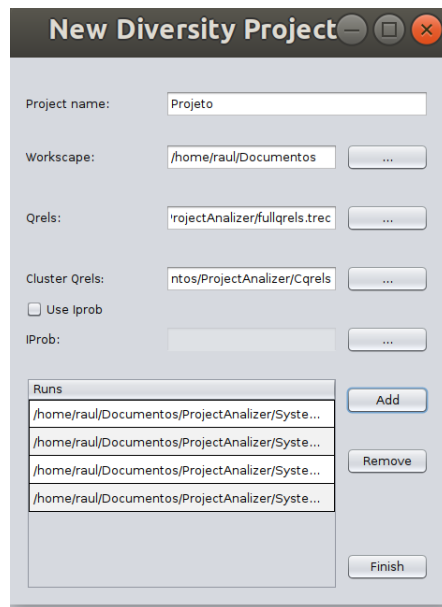 New Diversity Project
Project name: Projeto
Workscape: /home/raul/Documentos ...
Qrels: 'rojectAnalizer/fullqrels.trec ...
Cluster Qrels: ntos/ProjectAnalizer/Cqrels ...
Use Iprob
IProb: ...
Runs
Add
/home/raul/Documentos/ProjectAnalizer/Syste...
/home/raul/Documentos/ProjectAnalizer/Syste...
Remove
/home/raul/Documentos/ProjectAnalizer/Syste...
/home/raul/Documentos/ProjectAnalizer/Syste...
Finish